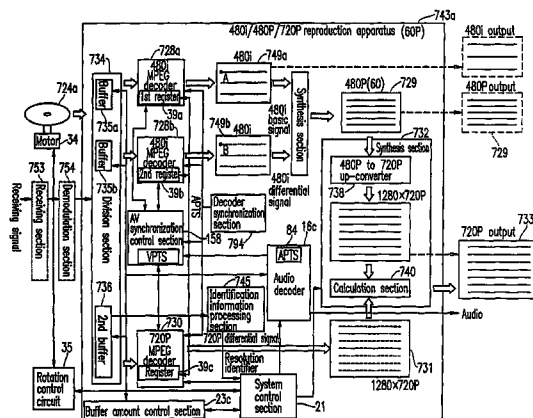 743a
480i/480P/720P reproduction apparatus (60P)
480i output
480P output
729
724a
Motor
34
753
754
Receiving signal
Receiving section
Demodulation section
734
Buffer
735a
Buffer
735b
Division section
736
2nd buffer
728a
480i
MPEG
decoder
1st register
39a
728b
480i
MPEG
decoder
2nd register
39b
480i
749a
A
749b
480i
B
480i basic signal
480i differential signal
Synthesis section
480P(60)
729
732
Synthesis section
480P to 720P
up-converter
738
1280×720P
733
720P output
740
Calculation section
731
1280×720P
APTS
Decoder
synchronization
section
794
AV
synchronization
control section
158
VPTS
84
16c
APTS
Audio
decoder
Audio
745
Identification
information
processing
section
730
720P
MPEG
decoder
Register
39c
720P differential signal
Resolution
identifier
35
Rotation
control
circuit
System
control
section
21
Buffer amount control section
23c